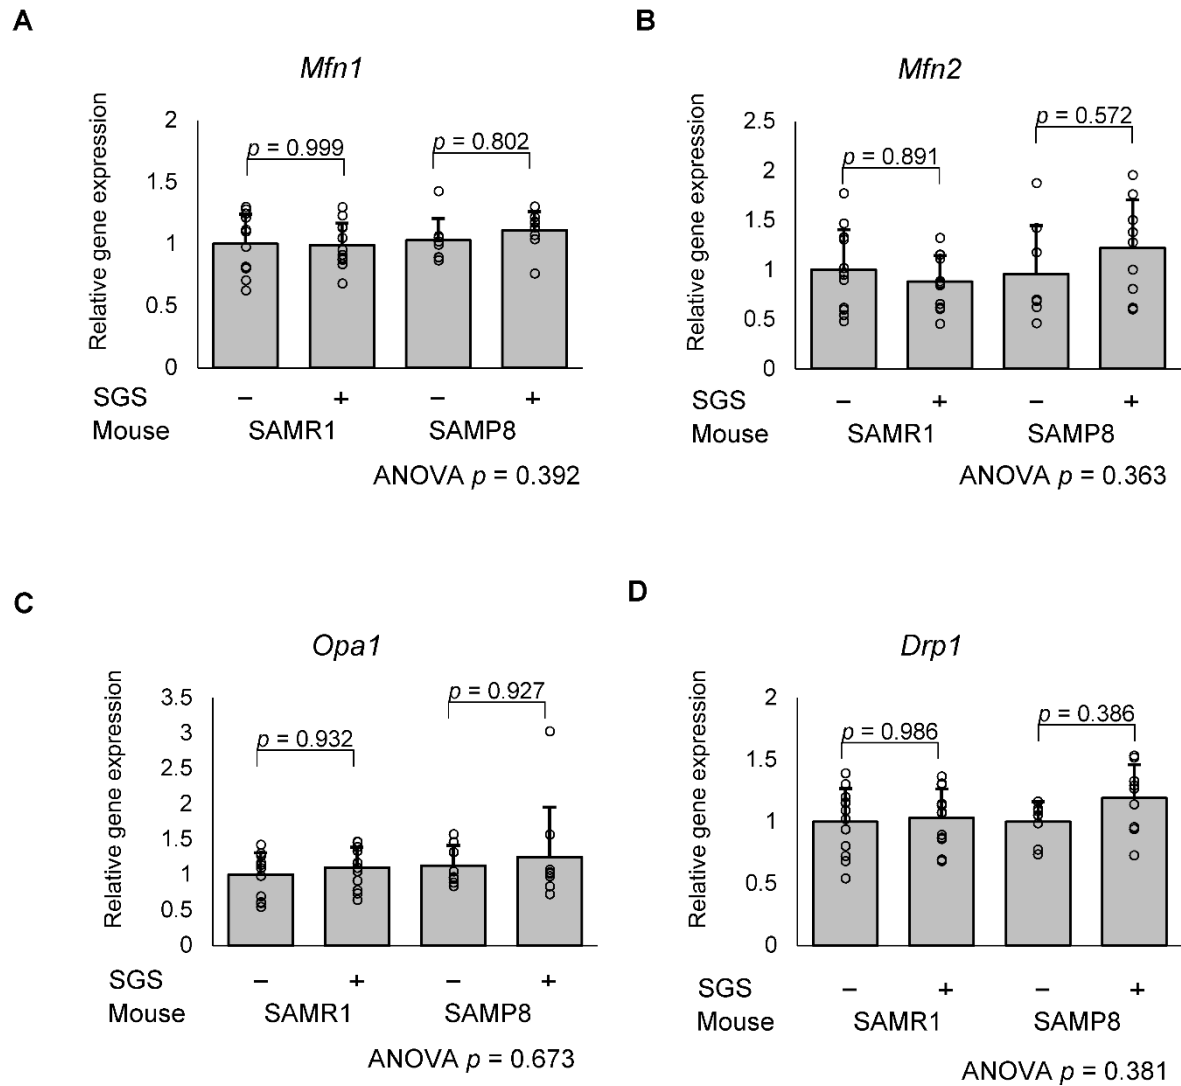 A
Mfn1
Relative gene expression
2
1.5
1
0.5
0
p = 0.999
p = 0.802
SGS – + – +
Mouse SAMR1 SAMP8
ANOVA p = 0.392
B
Mfn2
Relative gene expression
2.5
2
1.5
1
0.5
0
p = 0.891
p = 0.572
SGS – + – +
Mouse SAMR1 SAMP8
ANOVA p = 0.363
C
Opa1
Relative gene expression
3.5
3
2.5
2
1.5
1
0.5
0
p = 0.932
p = 0.927
SGS – + – +
Mouse SAMR1 SAMP8
ANOVA p = 0.673
D
Drp1
Relative gene expression
2
1.5
1
0.5
0
p = 0.986
p = 0.386
SGS – + – +
Mouse SAMR1 SAMP8
ANOVA p = 0.381